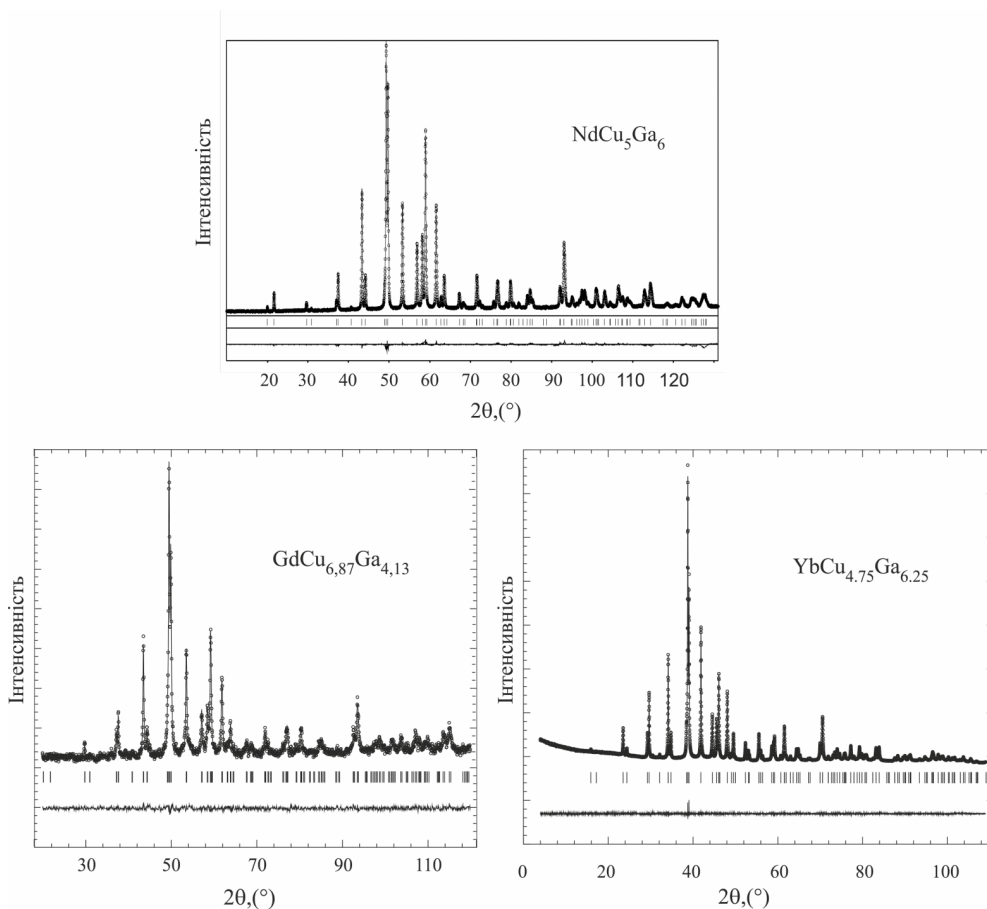 Інтенсивність
NdCu₅Ga₆
20 30 40 50 60 70 80 90 100 110 120
2θ,(°)
Інтенсивність
GdCu₆,₈₇Ga₄,₁₃
30 50 70 90 110
2θ,(°)
Інтенсивність
YbCu₄.₇₅Ga₆.₂₅
0 20 40 60 80 100
2θ,(°)